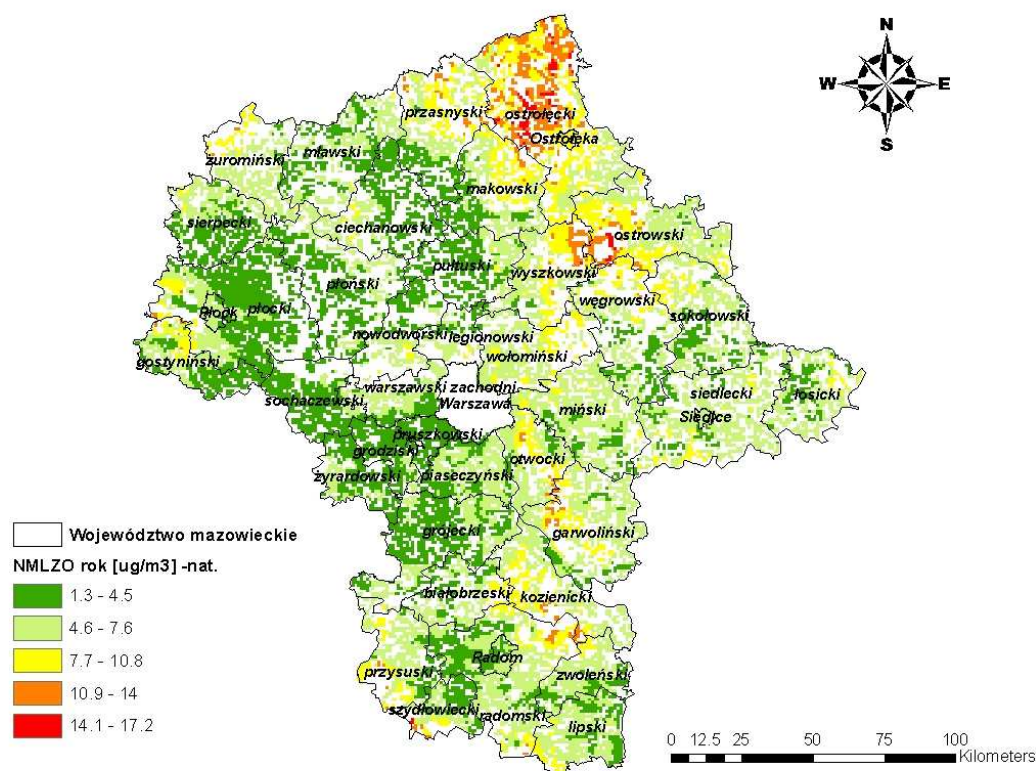 N
W E
S
przasnyski
ostrołęcki
Ostrołęka
żuromiński
mławski
makowski
sierpecki
ciechanowski
ostrowski
pułtuski
wyszkowski
płoński
węgrowski
sokołowski
Płock
płocki
nowodworski
legionowski
wołomiński
gostyniński
warszawski zachodni
Warszawa
sochaczewski
miński
siedlecki
łosicki
Siedlce
pruszkowski
grodziski
otwocki
żyrardowski
piaseczyński
grójecki
garwoliński
Województwo mazowieckie
NMLZO rok [ug/m3] -nat.
1.3 - 4.5
4.6 - 7.6
7.7 - 10.8
10.9 - 14
14.1 - 17.2
białobrzeski
kozienicki
Radom
przysuski
zwoleński
szydłowiecki
radomski
lipski
0 12.5 25 50 75 100
Kilometers